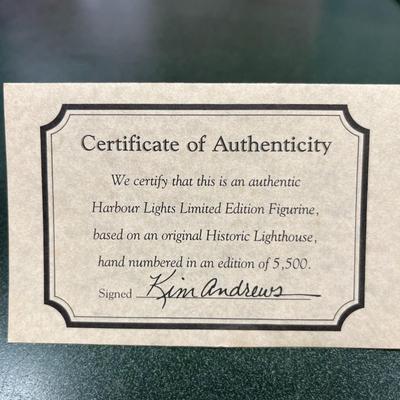 Certificate of Authenticity
We certify that this is an authentic
Harbour Lights Limited Edition Figurine,
based on an original Historic Lighthouse,
hand numbered in an edition of 5,500.
Signed Kim Andrews